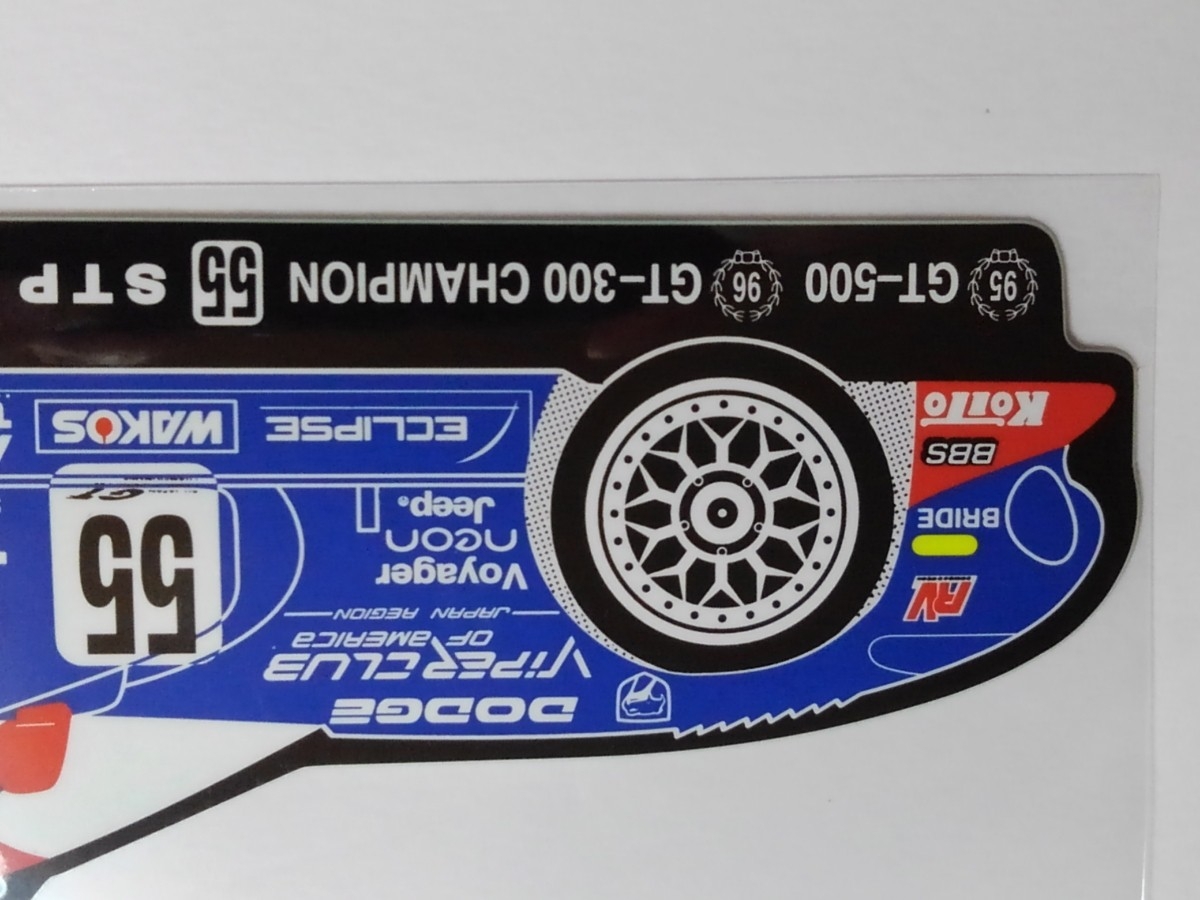 DODGE
VIPER CLUB
OF AMERICA
JAPAN REGION
Voyager
neon
Jeep®
RV
BRIDE
BBS
KOITO
ECLIPSE
WAKO'S
GT
55
95 GT-500 96 GT-300 CHAMPION 55 STP